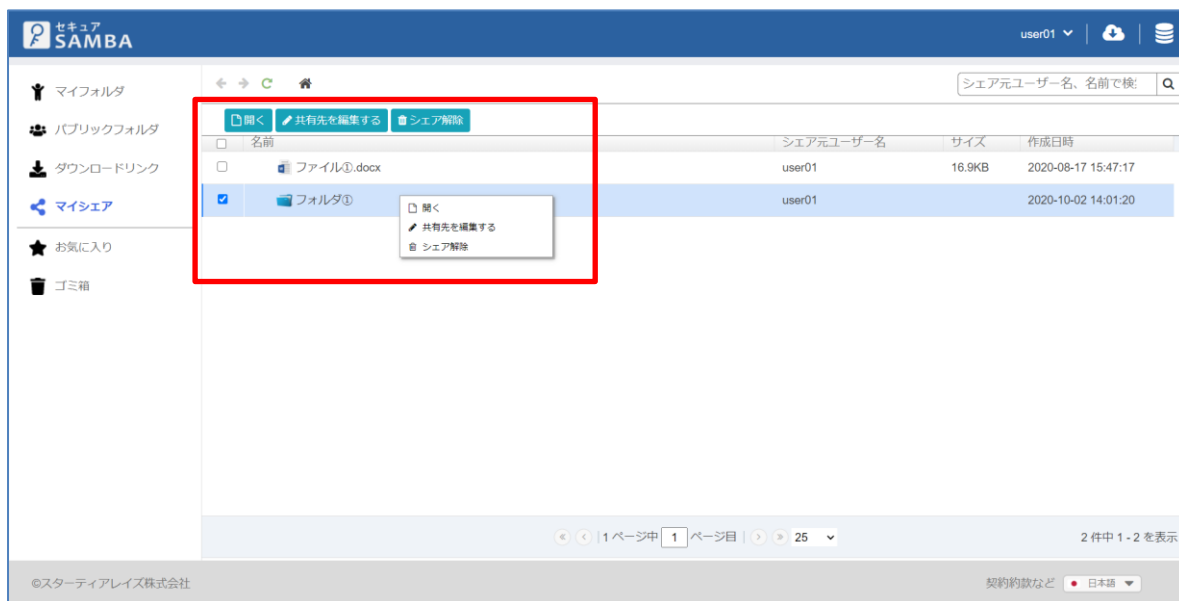 セキュア
SAMBA
user01
マイフォルダ
パブリックフォルダ
ダウンロードリンク
マイシェア
お気に入り
ゴミ箱
シェア元ユーザー名、名前で検
開く 共有先を編集する シェア解除
名前 シェア元ユーザー名 サイズ 作成日時
ファイル①.docx user01 16.9KB 2020-08-17 15:47:17
フォルダ① user01 2020-10-02 14:01:20
開く
共有先を編集する
シェア解除
1 ページ中 1 ページ目 25
2 件中 1 - 2 を表示
©スターティアレイズ株式会社
契約約款など 日本語